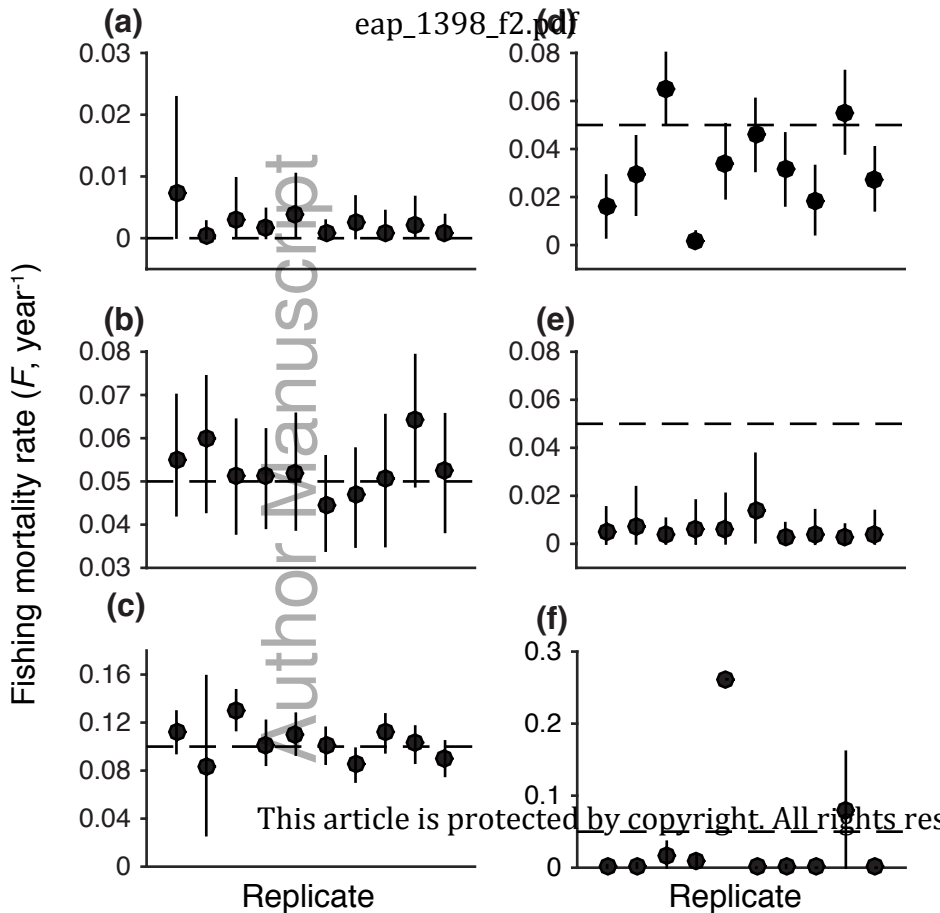 eap_1398_f2.pdf
(a)
0.03
0.02
0.01
0
(b)
0.08
0.07
0.06
0.05
0.04
0.03
(c)
0.16
0.12
0.08
0.04
0
Replicate
Fishing mortality rate (F, year⁻¹)
(d)
0.08
0.06
0.04
0.02
0
(e)
0.08
0.06
0.04
0.02
0
(f)
0.3
0.2
0.1
0
Replicate
Author Manuscript
This article is protected by copyright. All rights res